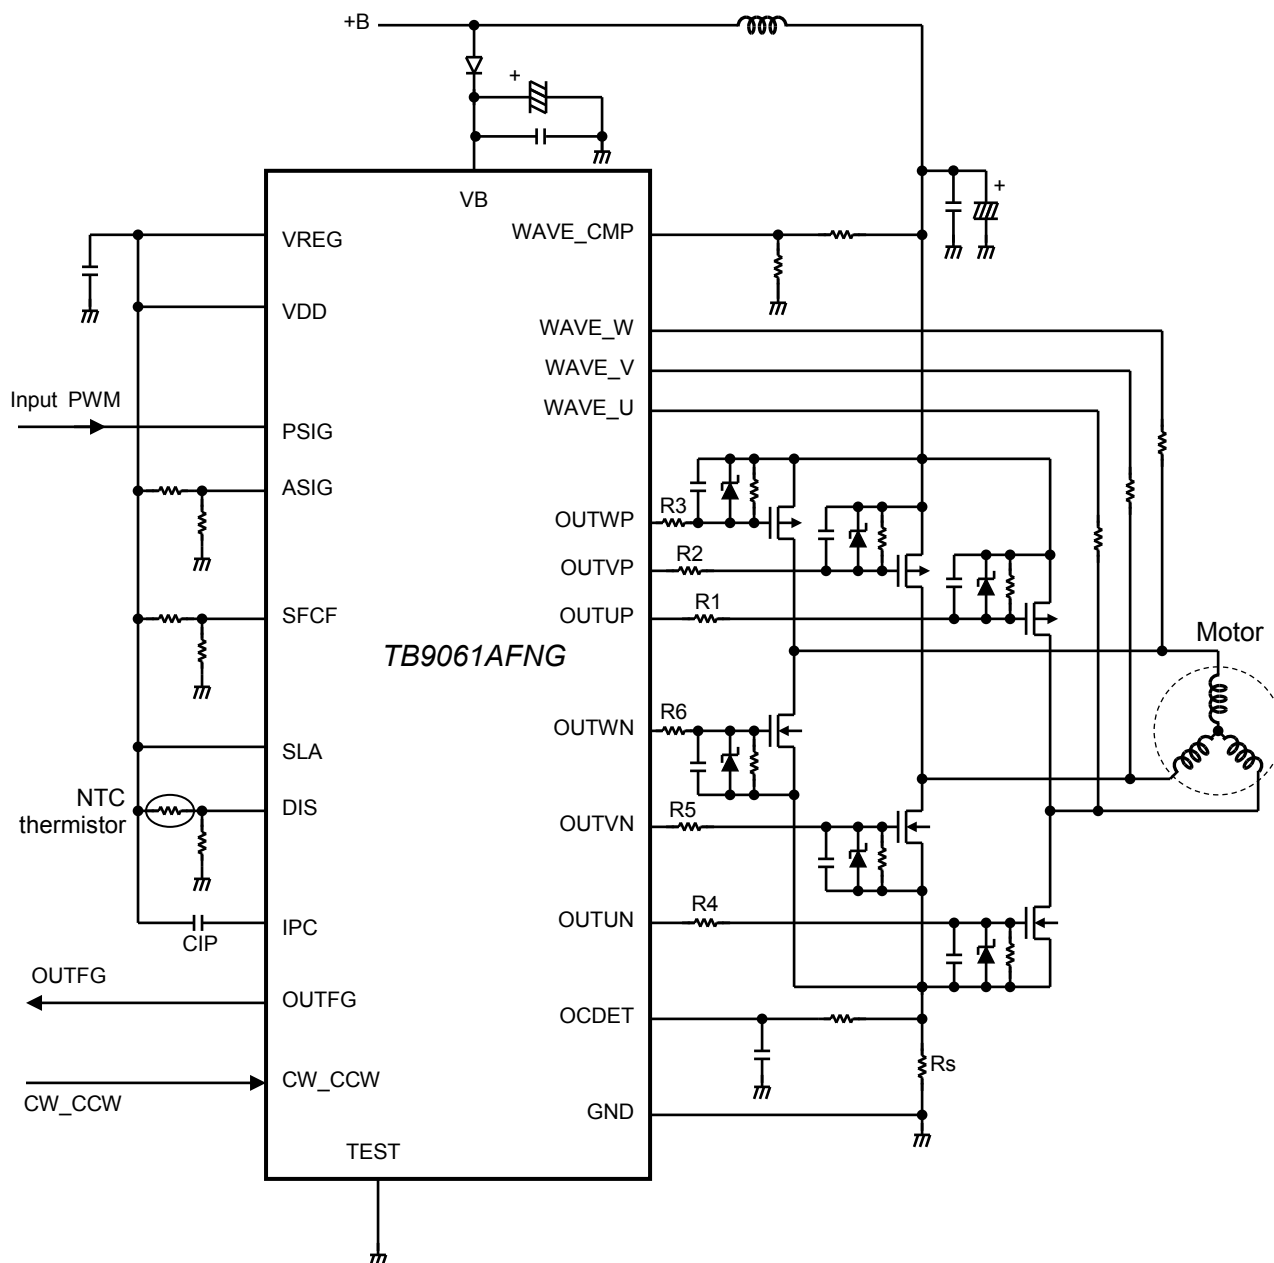 +B
+
VB
+
VREG
WAVE_CMP
VDD
WAVE_W
WAVE_V
Input PWM
WAVE_U
PSIG
ASIG
R3
OUTWP
R2
OUTVP
R1
OUTUP
SFCF
Motor
TB9061AFNG
R6
OUTWN
SLA
NTC
thermistor
DIS
R5
OUTVN
R4
OUTUN
IPC
CIP
OUTFG
OUTFG
OCDET
Rs
CW_CCW
CW_CCW
GND
TEST